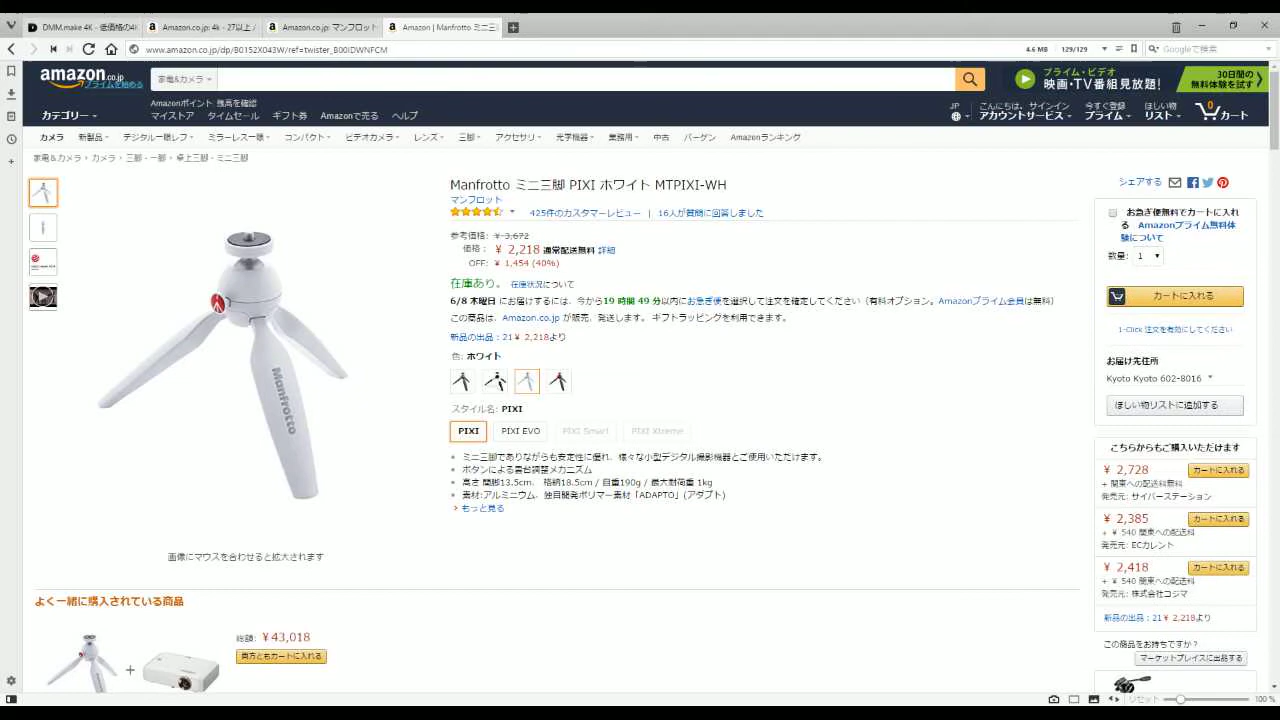 DMM.make 4K - 低価格の4K
Amazon.co.jp: 4k - 27以上 /
Amazon.co.jp: マンフロット
Amazon | Manfrotto ミニ三
www.amazon.co.jp/dp/B0152X043W/ref=twister_B00IDWNFCM
4.6 MB 129/129
Googleで検索
amazon.co.jp
プライムを始める
家電&カメラ
プライム・ビデオ
映画・TV番組見放題!
30日間の
無料体験を試す
カテゴリー
Amazonポイント 残高を確認
マイストア タイムセール ギフト券 Amazonで売る ヘルプ
JP
こんにちは、サインイン
アカウントサービス
今すぐ登録
プライム
ほしい物
リスト
0
カート
カメラ 新製品 デジタル一眼レフ ミラーレス一眼 コンパクト ビデオカメラ レンズ 三脚 アクセサリ 光学機器 業務用 中古 バーゲン Amazonランキング
家電&カメラ › カメラ › 三脚・一脚 › 卓上三脚・ミニ三脚
Manfrotto ミニ三脚 PIXI ホワイト MTPIXI-WH
マンフロット
425件のカスタマーレビュー | 16人が質問に回答しました
参考価格: ¥ 3,672
価格: ¥ 2,218 通常配送無料 詳細
OFF: ¥ 1,454 (40%)
在庫あり。 在庫状況について
6/8 木曜日 にお届けするには、今から19 時間 49 分以内にお急ぎ便を選択して注文を確定してください（有料オプション。Amazonプライム会員は無料）
この商品は、Amazon.co.jp が販売、発送します。 ギフトラッピングを利用できます。
新品の出品：21¥ 2,218より
色: ホワイト
スタイル名: PIXI
PIXI PIXI EVO PIXI Smart PIXI Xtreme
ミニ三脚でありながらも安定性に優れ、様々な小型デジタル撮影機器とご使用いただけます。
ボタンによる雲台調整メカニズム
高さ 開脚13.5cm、 格納18.5cm / 自重190g / 最大耐荷重 1kg
素材:アルミニウム、独自開発ポリマー素材「ADAPTO」(アダプト)
› もっと見る
Manfrotto
画像にマウスを合わせると拡大されます
よく一緒に購入されている商品
総額: ¥43,018
両方ともカートに入れる
+
シェアする
お急ぎ便無料でカートに入れ
る Amazonプライム無料体
験について
数量: 1
カートに入れる
1-Click 注文を有効にしてください
お届け先住所
Kyoto Kyoto 602-8016
ほしい物リストに追加する
こちらからもご購入いただけます
¥ 2,728 カートに入れる
+ 関東への配送料無料
発売元: サイバーステーション
¥ 2,385 カートに入れる
+ ¥ 540 関東への配送料
発売元: ECカレント
¥ 2,418 カートに入れる
+ ¥ 540 関東への配送料
発売元: 株式会社コジマ
新品の出品：21¥ 2,218より
この商品をお持ちですか？
マーケットプレイスに出品する
リセット
100 %